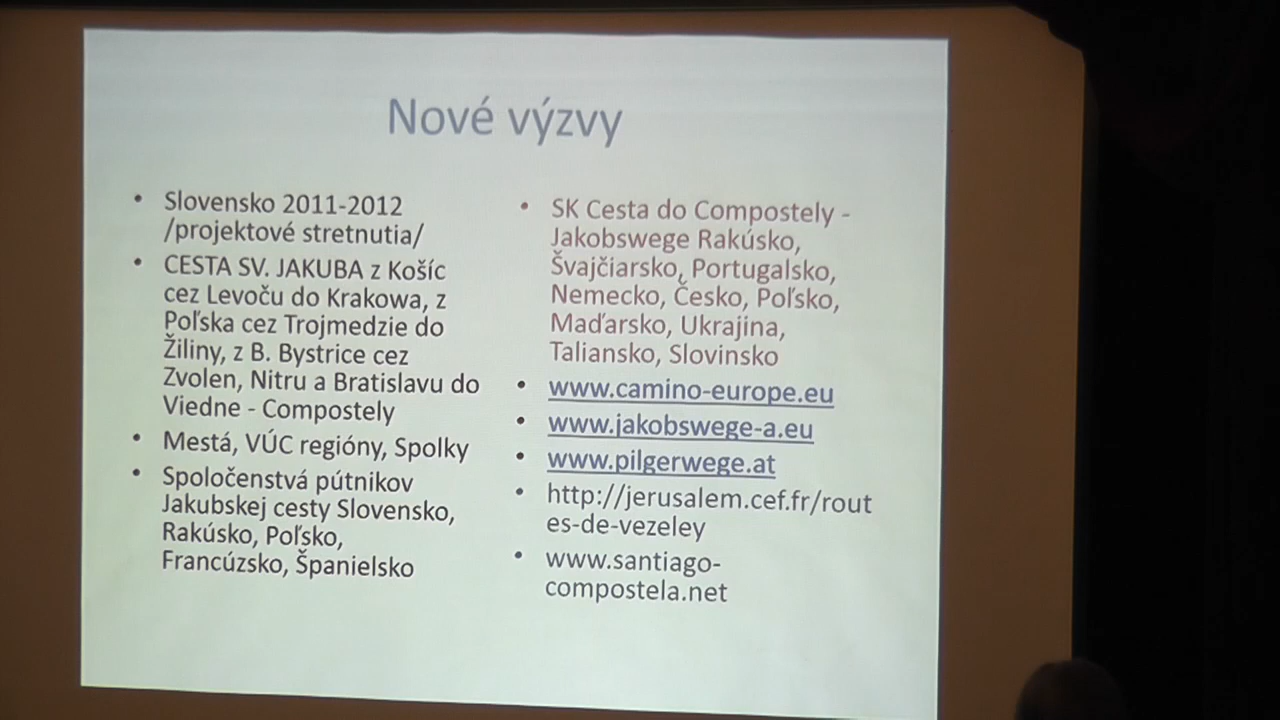 Nové výzvy
• Slovensko 2011-2012
/projektové stretnutia/
• CESTA SV. JAKUBA z Košíc
cez Levoču do Krakowa, z
Poľska cez Trojmedzie do
Žiliny, z B. Bystrice cez
Zvolen, Nitru a Bratislavu do
Viedne - Compostely
• Mestá, VÚC regióny, Spolky
• Spoločenstvá pútnikov
Jakubskej cesty Slovensko,
Rakúsko, Poľsko,
Francúzsko, Španielsko
• SK Cesta do Compostely -
Jakobswege Rakúsko,
Švajčiarsko, Portugalsko,
Nemecko, Česko, Poľsko,
Maďarsko, Ukrajina,
Taliansko, Slovinsko
• www.camino-europe.eu
• www.jakobswege-a.eu
• www.pilgerwege.at
• http://jerusalem.cef.fr/rout
es-de-vezeley
• www.santiago-
compostela.net